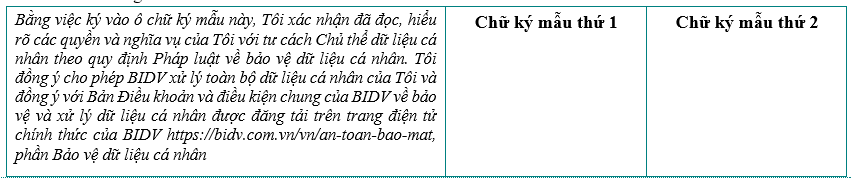 Bằng việc ký vào ô chữ ký mẫu này, Tôi xác nhận đã đọc, hiểu
rõ các quyền và nghĩa vụ của Tôi với tư cách Chủ thể dữ liệu cá
nhân theo quy định Pháp luật về bảo vệ dữ liệu cá nhân. Tôi
đồng ý cho phép BIDV xử lý toàn bộ dữ liệu cá nhân của Tôi và
đồng ý với Bản Điều khoản và điều kiện chung của BIDV về bảo
vệ và xử lý dữ liệu cá nhân được đăng tải trên trang điện tử
chính thức của BIDV https://bidv.com.vn/vn/an-toan-bao-mat,
phần Bảo vệ dữ liệu cá nhân
Chữ ký mẫu thứ 1
Chữ ký mẫu thứ 2